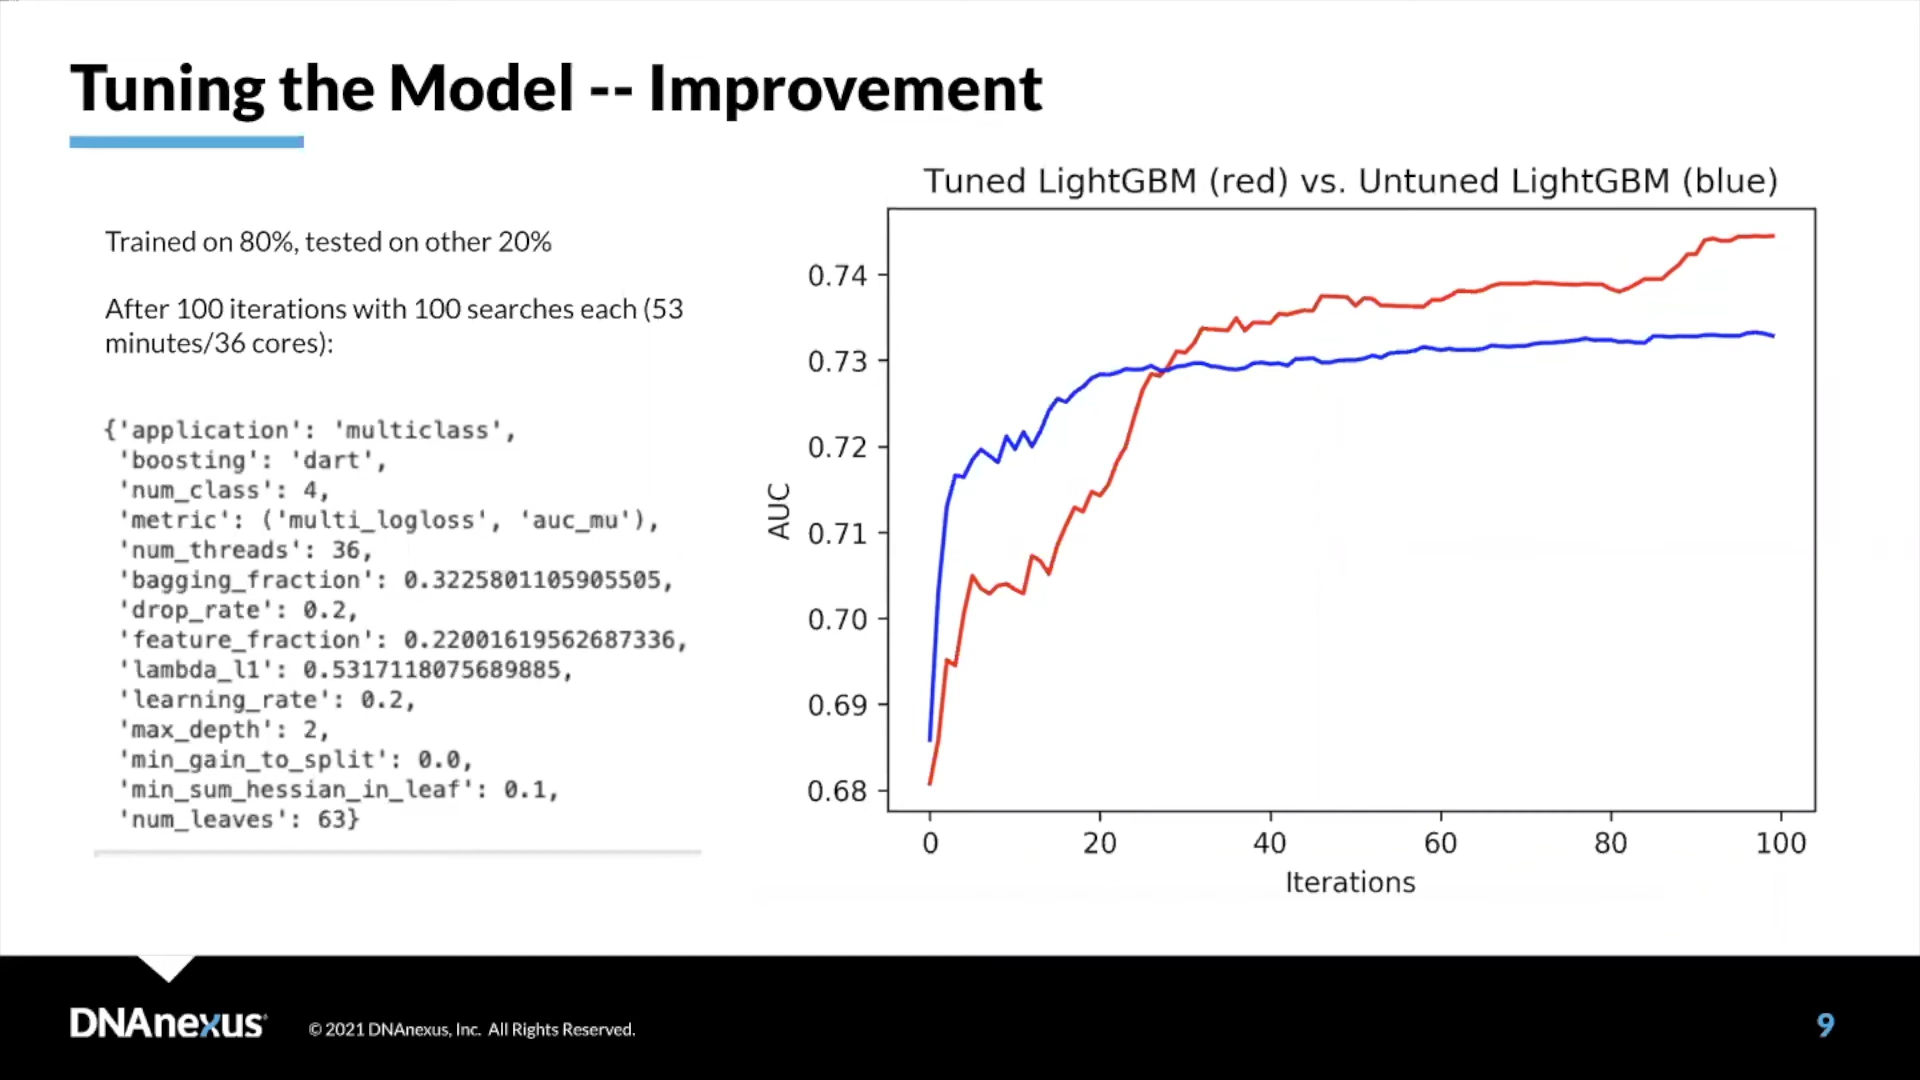 Tuning the Model -- Improvement
Trained on 80%, tested on other 20%
After 100 iterations with 100 searches each (53
minutes/36 cores):
{'application': 'multiclass',
'boosting': 'dart',
'num_class': 4,
'metric': ('multi_logloss', 'auc_mu'),
'num_threads': 36,
'bagging_fraction': 0.3225801105905505,
'drop_rate': 0.2,
'feature_fraction': 0.22001619562687336,
'lambda_l1': 0.5317118075689885,
'learning_rate': 0.2,
'max_depth': 2,
'min_gain_to_split': 0.0,
'min_sum_hessian_in_leaf': 0.1,
'num_leaves': 63}
Tuned LightGBM (red) vs. Untuned LightGBM (blue)
AUC
0.74
0.73
0.72
0.71
0.70
0.69
0.68
0 20 40 60 80 100
Iterations
DNAnexus
© 2021 DNAnexus, Inc. All Rights Reserved.
9